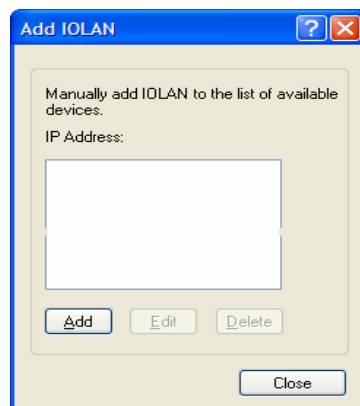 Add IOLAN
Manually add IOLAN to the list of available
devices.
IP Address:
Add Edit Delete
Close